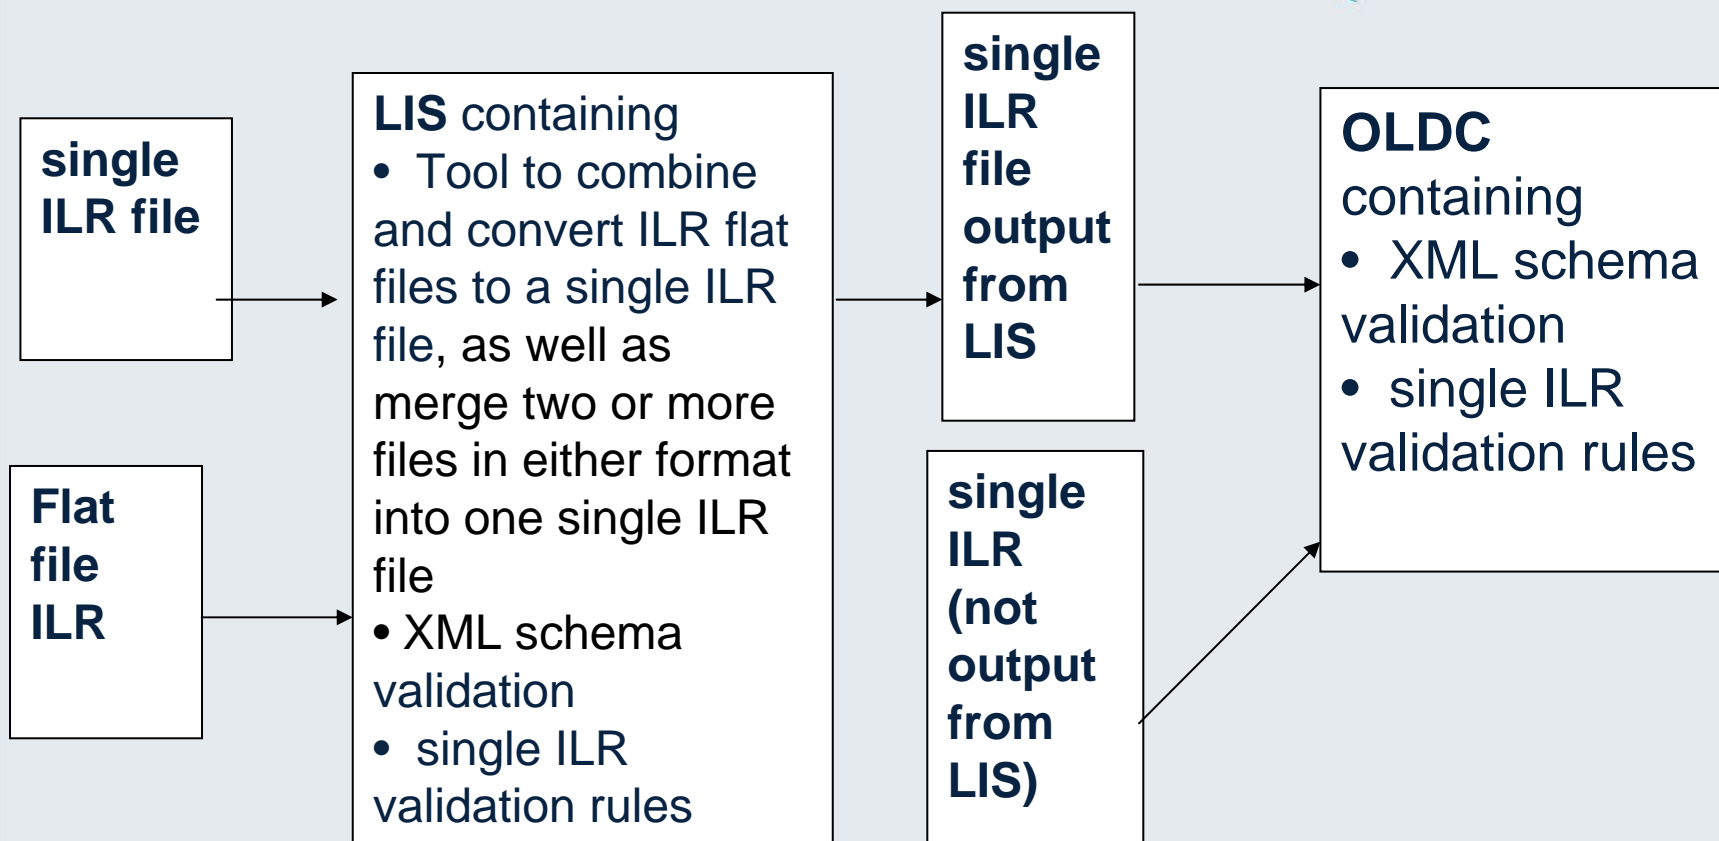 single
ILR file
Flat
file
ILR
LIS containing
• Tool to combine
and convert ILR flat
files to a single ILR
file, as well as
merge two or more
files in either format
into one single ILR
file
• XML schema
validation
• single ILR
validation rules
single
ILR
file
output
from
LIS
single
ILR
(not
output
from
LIS)
OLDC
containing
• XML schema
validation
• single ILR
validation rules